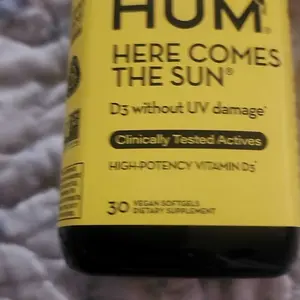 HUM®
HERE COMES
THE SUN®
D3 without UV damage*
Clinically Tested Actives
HIGH-POTENCY VITAMIN D3*
30 VEGAN SOFTGELS
DIETARY SUPPLEMENT